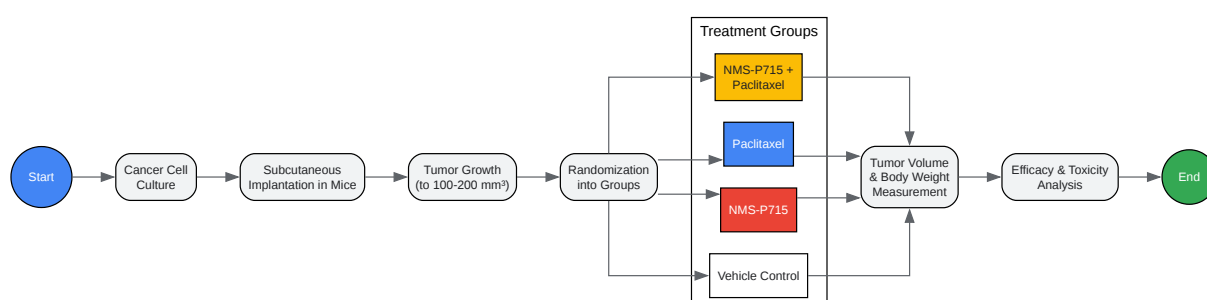 Start
Cancer Cell
Culture
Subcutaneous
Implantation in Mice
Tumor Growth
(to 100-200 mm³)
Randomization
into Groups
Treatment Groups
NMS-P715 +
Paclitaxel
Paclitaxel
NMS-P715
Vehicle Control
Tumor Volume
& Body Weight
Measurement
Efficacy & Toxicity
Analysis
End